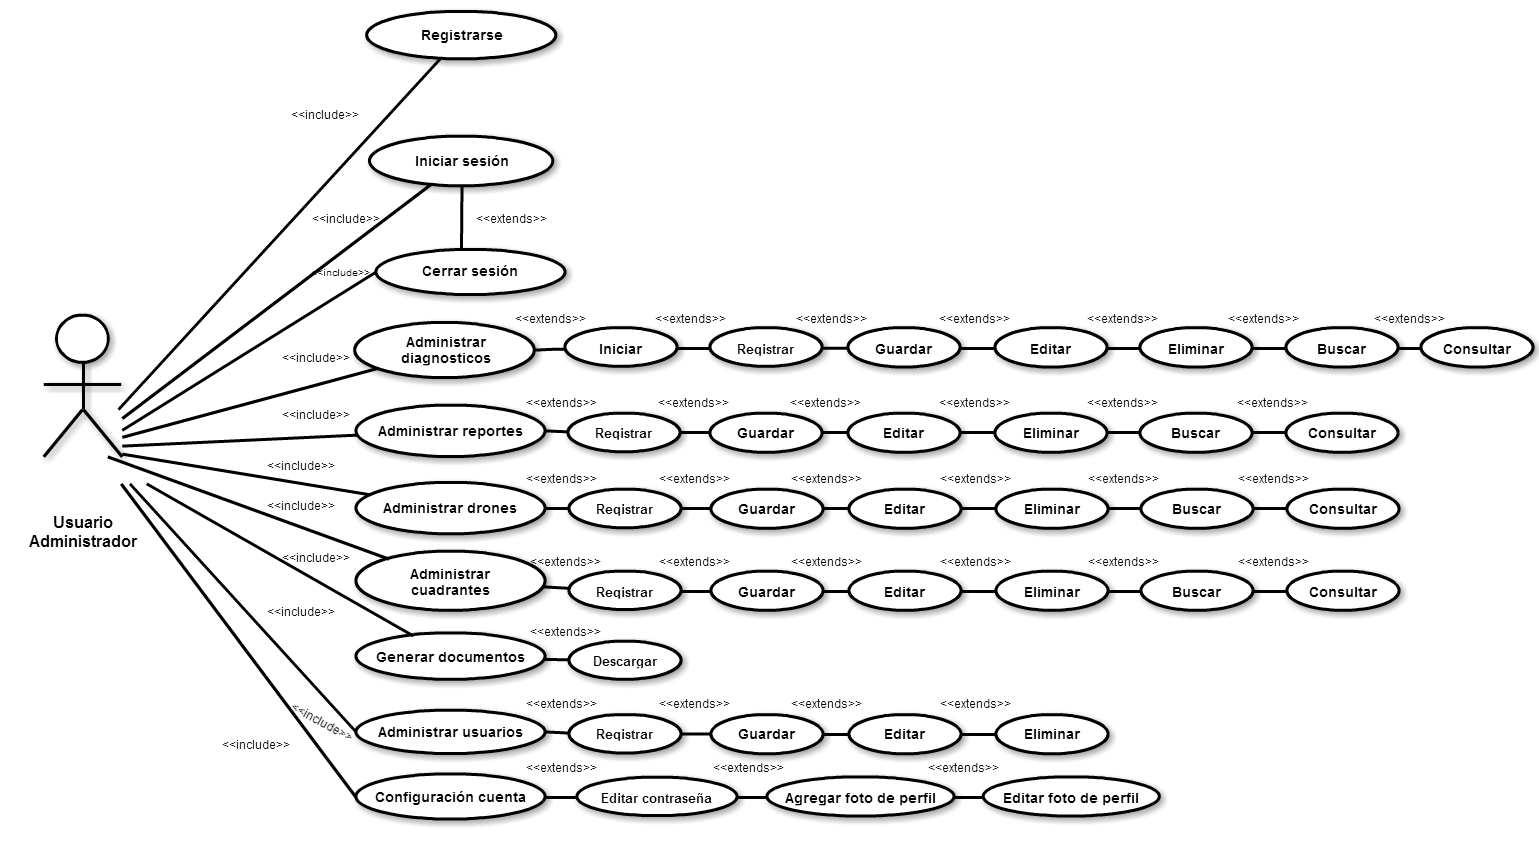 Registrarse
<<include>>
Iniciar sesión
<<include>>
<<extends>>
<<include>>
Cerrar sesión
<<extends>> <<extends>> <<extends>> <<extends>> <<extends>> <<extends>> <<extends>>
<<include>>
Administrar
diagnosticos
Iniciar Registrar Guardar Editar Eliminar Buscar Consultar
<<extends>> <<extends>> <<extends>> <<extends>> <<extends>> <<extends>>
<<include>>
Administrar reportes Registrar Guardar Editar Eliminar Buscar Consultar
<<include>>
<<extends>> <<extends>> <<extends>> <<extends>> <<extends>> <<extends>>
<<include>>
Administrar drones Registrar Guardar Editar Eliminar Buscar Consultar
Usuario
Administrador
<<include>>
<<extends>> <<extends>> <<extends>> <<extends>> <<extends>> <<extends>>
Administrar
cuadrantes
Registrar Guardar Editar Eliminar Buscar Consultar
<<include>>
<<extends>>
Generar documentos Descargar
<<extends>> <<extends>> <<extends>> <<extends>>
<<include>>
Administrar usuarios Registrar Guardar Editar Eliminar
<<include>>
<<extends>> <<extends>> <<extends>>
Configuración cuenta Editar contraseña Agregar foto de perfil Editar foto de perfil